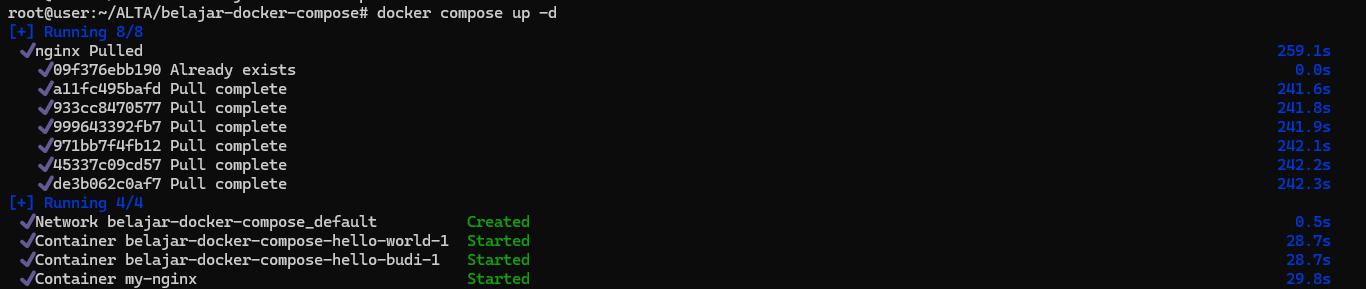 root@user:~/ALTA/belajar-docker-compose# docker compose up -d
[+] Running 8/8
✔nginx Pulled 259.1s
✔09f376ebb190 Already exists 0.0s
✔a11fc495bafd Pull complete 241.6s
✔933cc8470577 Pull complete 241.8s
✔999643392fb7 Pull complete 241.9s
✔971bb7f4fb12 Pull complete 242.1s
✔45337c09cd57 Pull complete 242.2s
✔de3b062c0af7 Pull complete 242.3s
[+] Running 4/4
✔Network belajar-docker-compose_default Created 0.5s
✔Container belajar-docker-compose-hello-world-1 Started 28.7s
✔Container belajar-docker-compose-hello-budi-1 Started 28.7s
✔Container my-nginx Started 29.8s